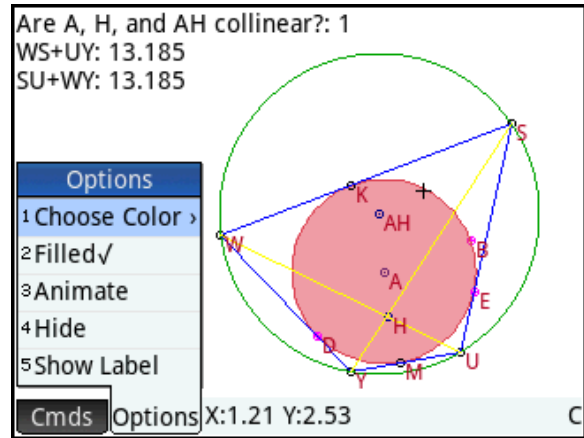 Are A, H, and AH collinear?: 1
WS+UY: 13.185
SU+WY: 13.185
S
K
AH
W
B
A
E
H
D
U
M
Y
Options
1 Choose Color ›
2 Filled√
3 Animate
4 Hide
5 Show Label
Cmds Options X:1.21 Y:2.53 C